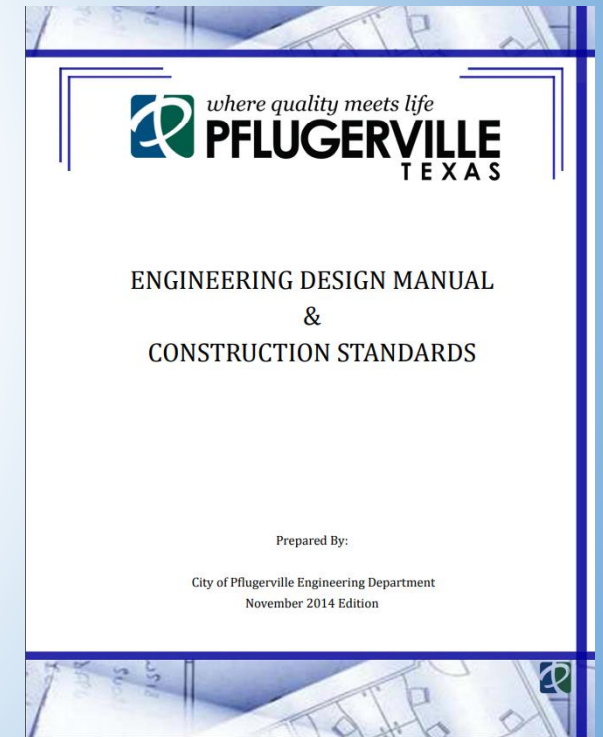 where quality meets life
PFLUGERVILLE
TEXAS
ENGINEERING DESIGN MANUAL
&
CONSTRUCTION STANDARDS
Prepared By:
City of Pflugerville Engineering Department
November 2014 Edition